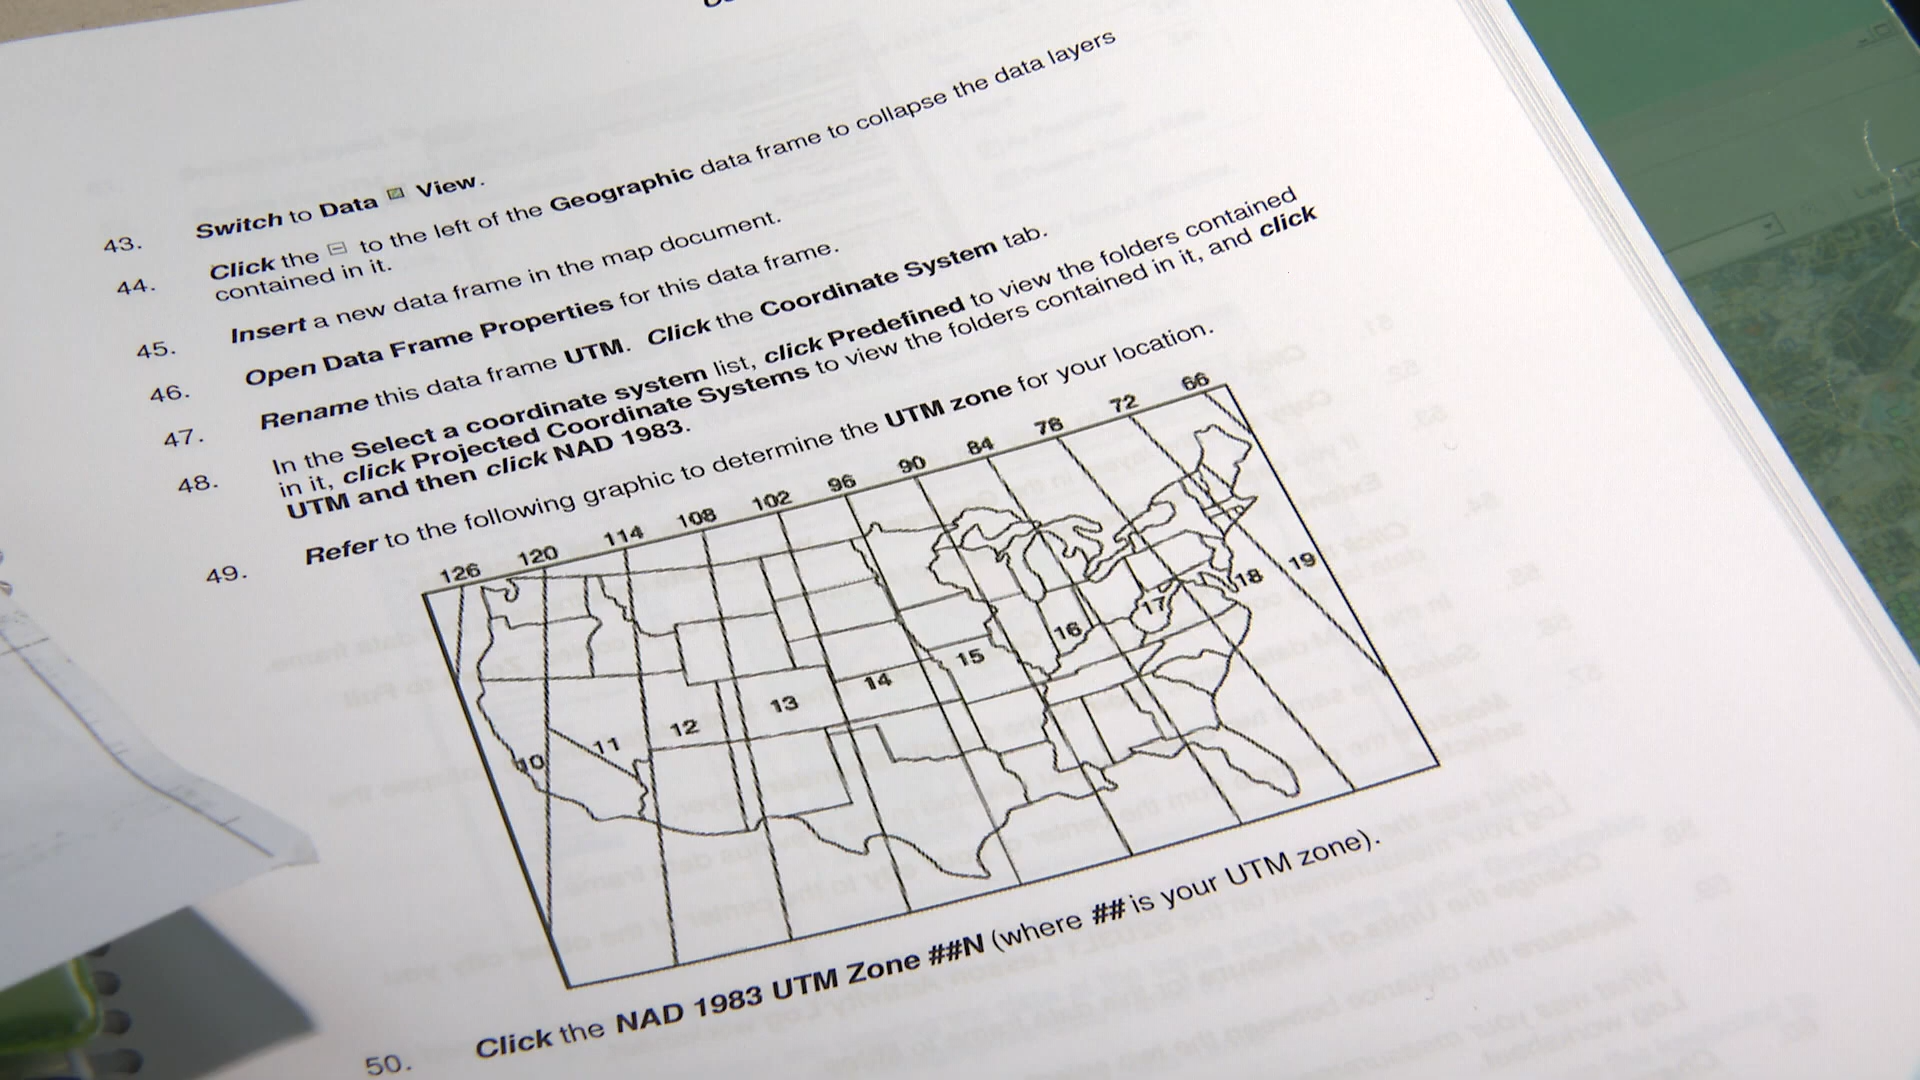 43. Switch to Data View.
44. Click the to the left of the Geographic data frame to collapse the data layers
contained in it.
45. Insert a new data frame in the map document.
46. Open Data Frame Properties for this data frame.
47. Rename this data frame UTM. Click the Coordinate System tab.
48. In the Select a coordinate system list, click Predefined to view the folders contained
in it, click Projected Coordinate Systems to view the folders contained in it, and click
UTM and then click NAD 1983.
49. Refer to the following graphic to determine the UTM zone for your location.
126 120 114 108 102 96 90 84 78 72 66
10 11 12 13 14 15 16 17 18 19
50. Click the NAD 1983 UTM Zone ##N (where ## is your UTM zone).